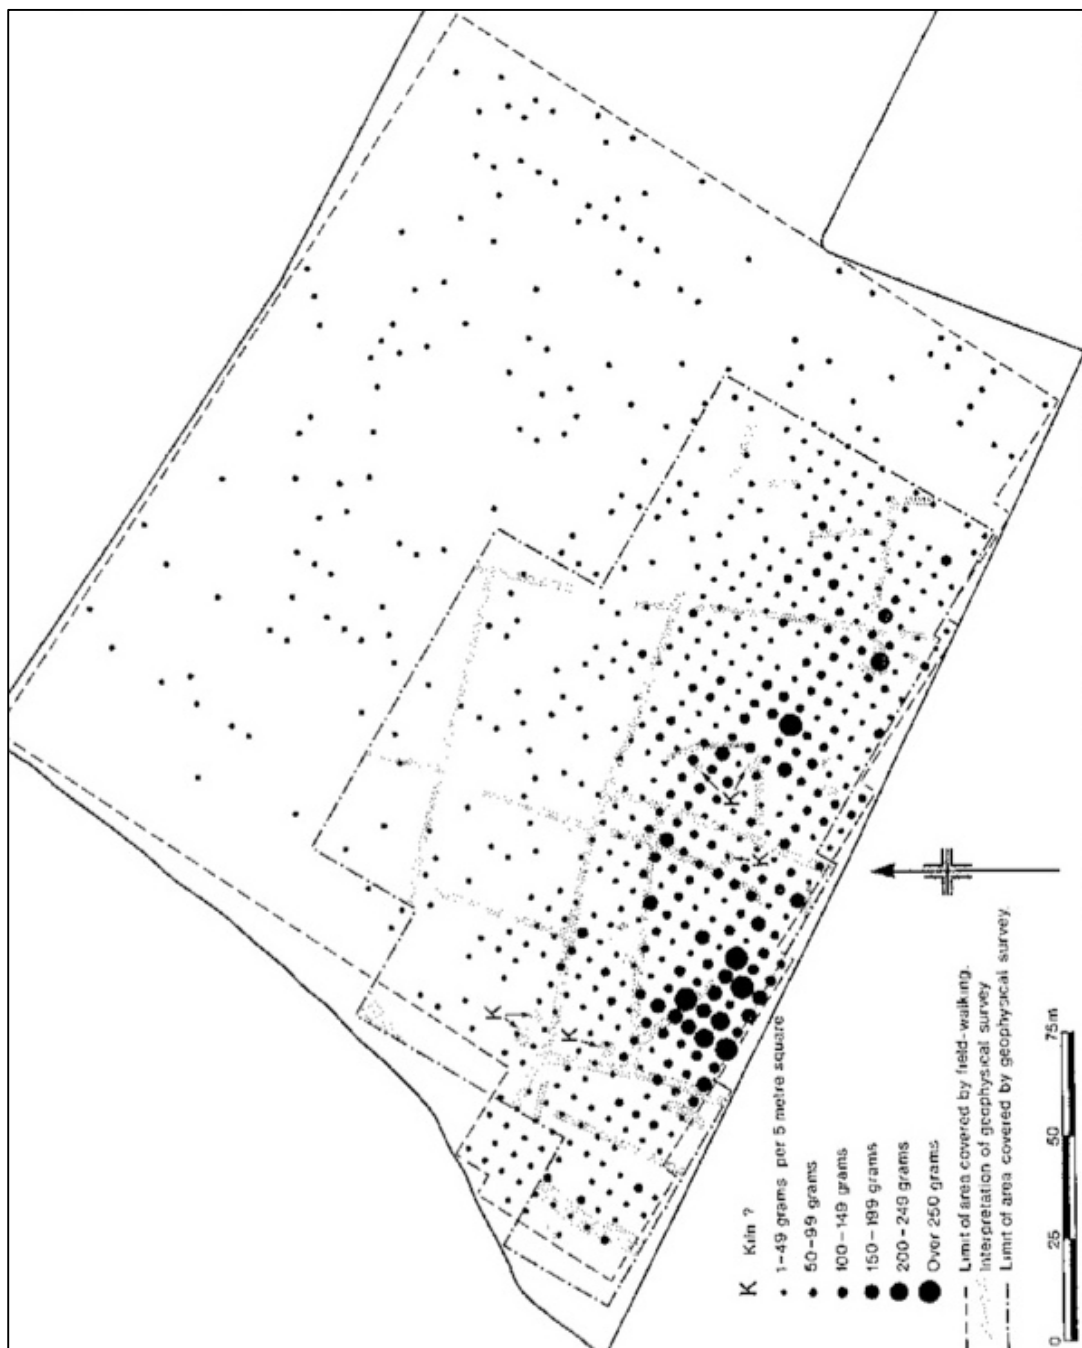 K
K
K
K
K Kiln ?
1-49 grams per 5 metre square
50-99 grams
100-149 grams
150-199 grams
200-249 grams
Over 250 grams
Limit of area covered by field-walking.
Interpretation of geophysical survey
Limit of area covered by geophysical survey.
0 25 50 75m